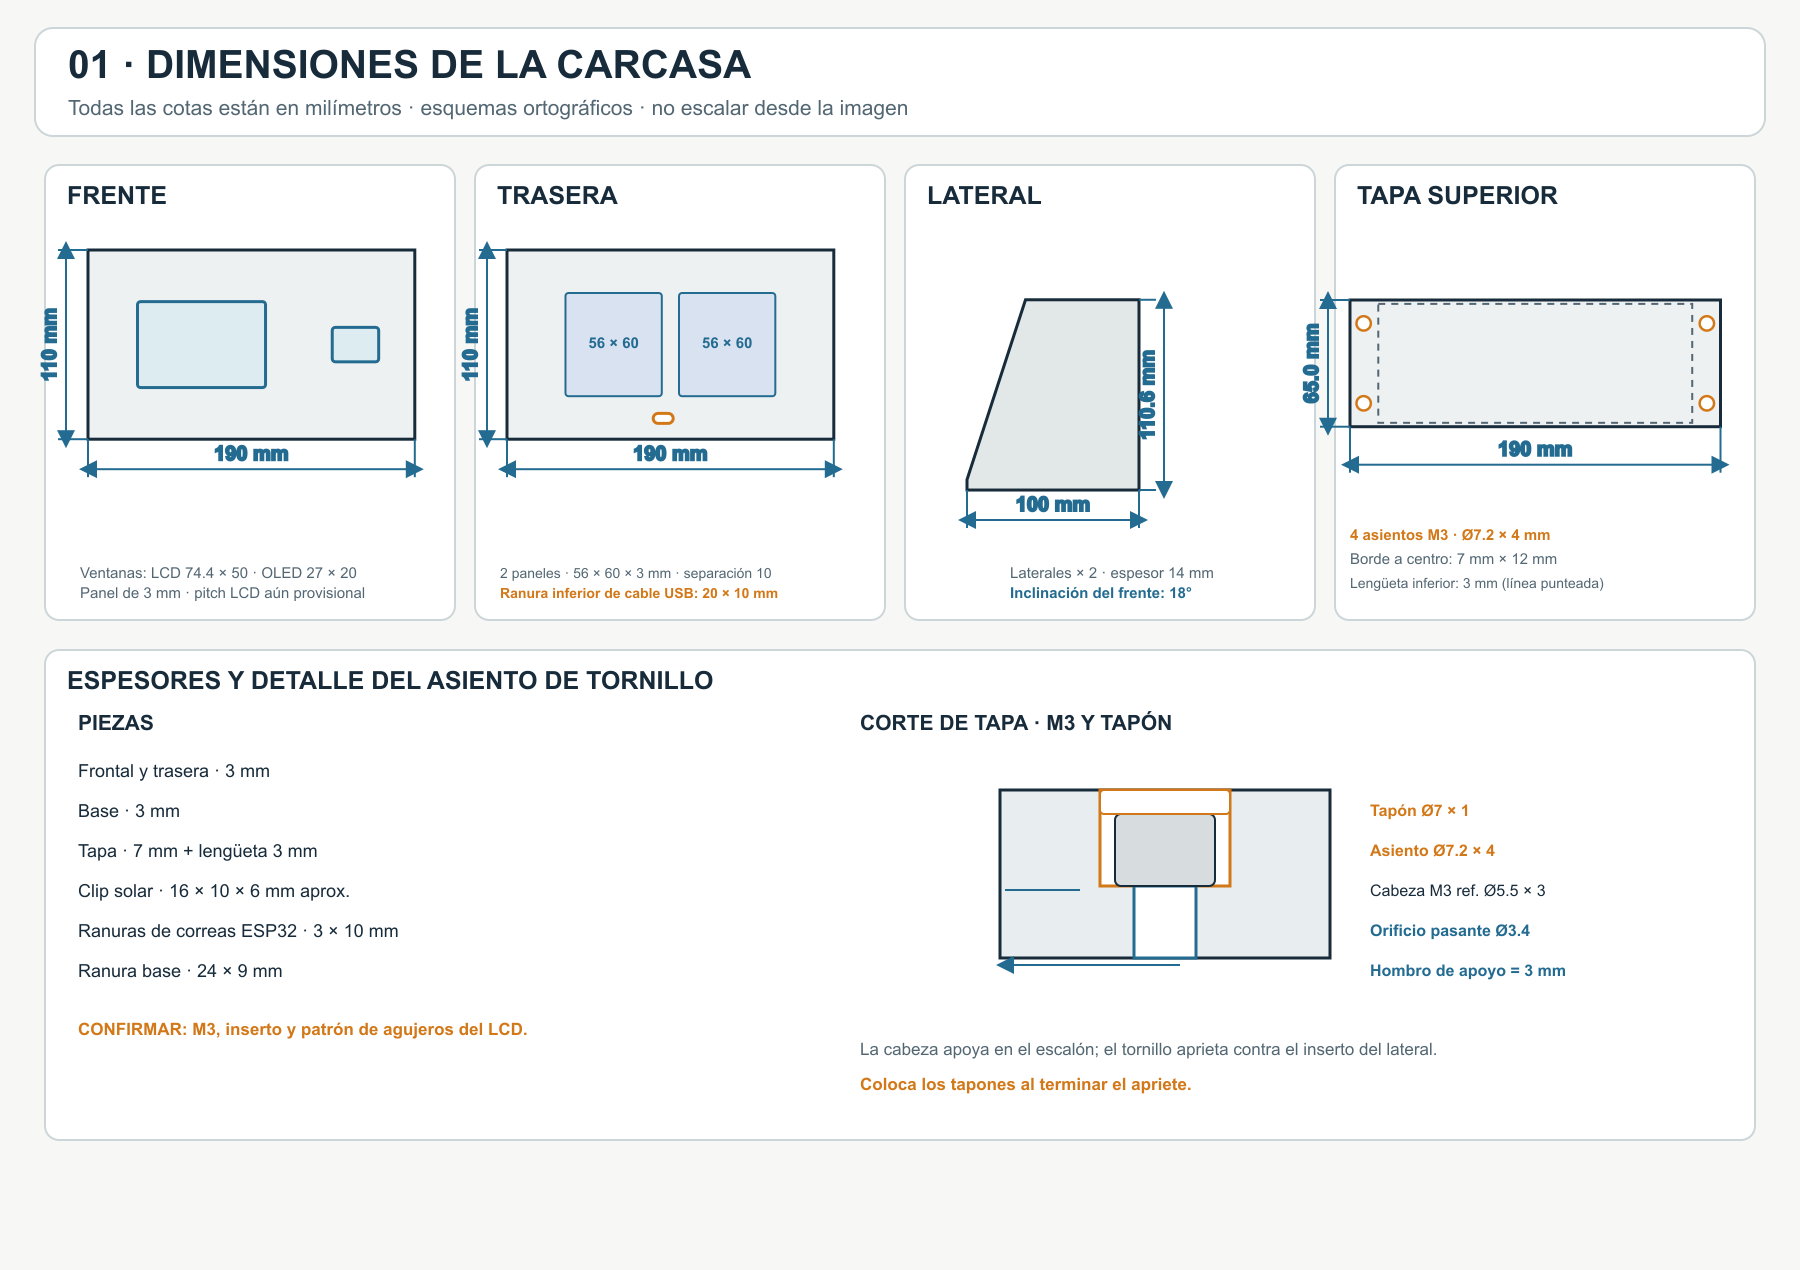 01 · DIMENSIONES DE LA CARCASA
Todas las cotas están en milímetros · esquemas ortográficos · no escalar desde la imagen
FRENTE
110 mm
190 mm
Ventanas: LCD 74.4 × 50 · OLED 27 × 20
Panel de 3 mm · pitch LCD aún provisional
TRASERA
110 mm
56 × 60
56 × 60
190 mm
2 paneles · 56 × 60 × 3 mm · separación 10
Ranura inferior de cable USB: 20 × 10 mm
LATERAL
110.6 mm
100 mm
Laterales × 2 · espesor 14 mm
Inclinación del frente: 18°
TAPA SUPERIOR
65.0 mm
190 mm
4 asientos M3 · Ø7.2 × 4 mm
Borde a centro: 7 mm × 12 mm
Lengüeta inferior: 3 mm (línea punteada)
ESPESORES Y DETALLE DEL ASIENTO DE TORNILLO
PIEZAS
Frontal y trasera · 3 mm
Base · 3 mm
Tapa · 7 mm + lengüeta 3 mm
Clip solar · 16 × 10 × 6 mm aprox.
Ranuras de correas ESP32 · 3 × 10 mm
Ranura base · 24 × 9 mm
CONFIRMAR: M3, inserto y patrón de agujeros del LCD.
CORTE DE TAPA · M3 Y TAPÓN
Tapón Ø7 × 1
Asiento Ø7.2 × 4
Cabeza M3 ref. Ø5.5 × 3
Orificio pasante Ø3.4
Hombro de apoyo = 3 mm
La cabeza apoya en el escalón; el tornillo aprieta contra el inserto del lateral.
Coloca los tapones al terminar el apriete.